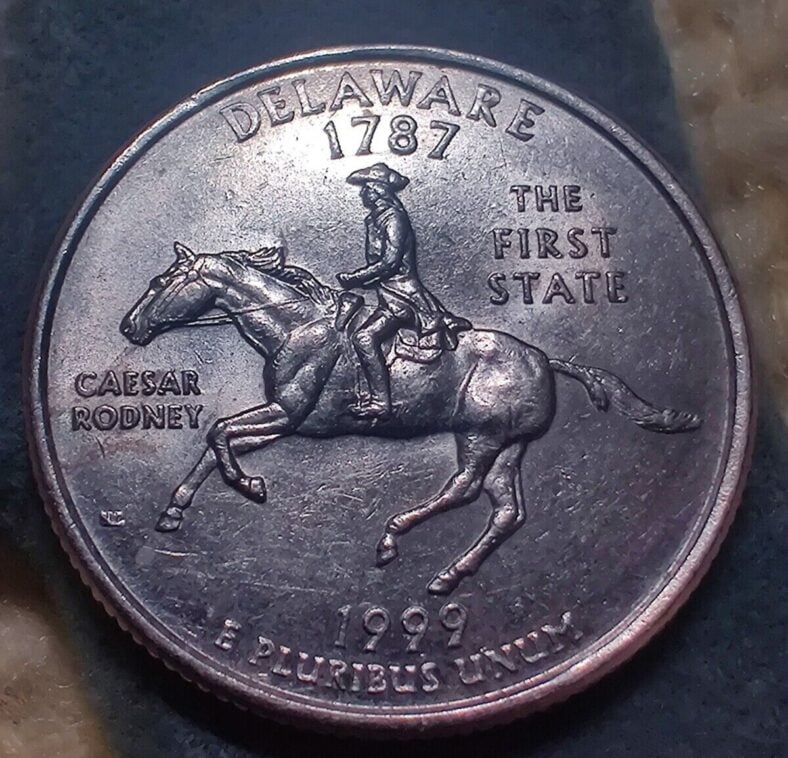 DELAWARE
1787
THE
FIRST
STATE
CAESAR
RODNEY
1999
E PLURIBUS UNUM